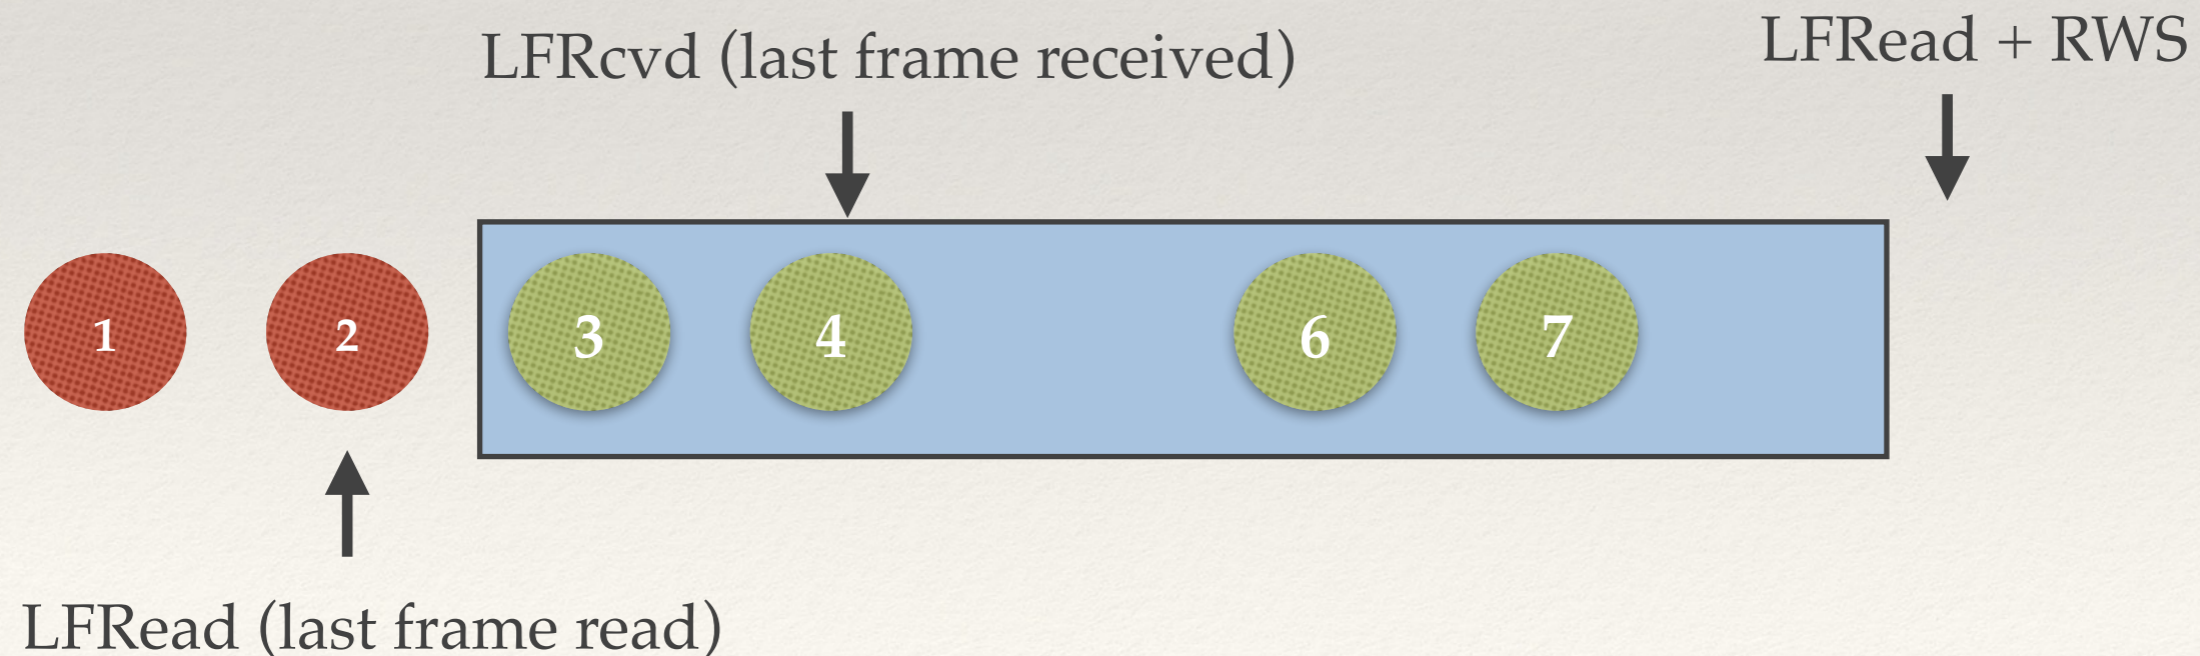 LFRcvd (last frame received)
LFRead + RWS
1 2 3 4 6 7
LFRead (last frame read)